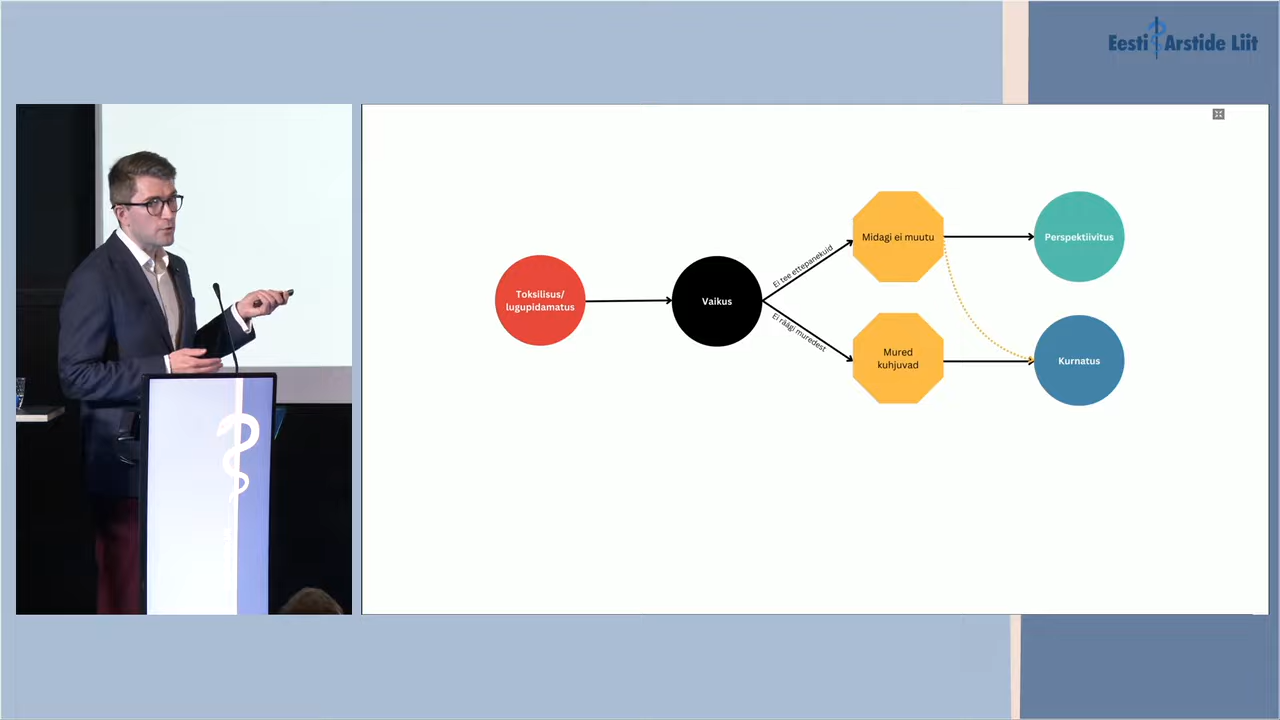 Eesti Arstide Liit
Toksilisus/
lugupidamatus
Vaikus
Ei tee ettepanekuid
Ei räägi muredest
Midagi ei muutu
Mured
kuhjuvad
Perspektiivitus
Kurnatus